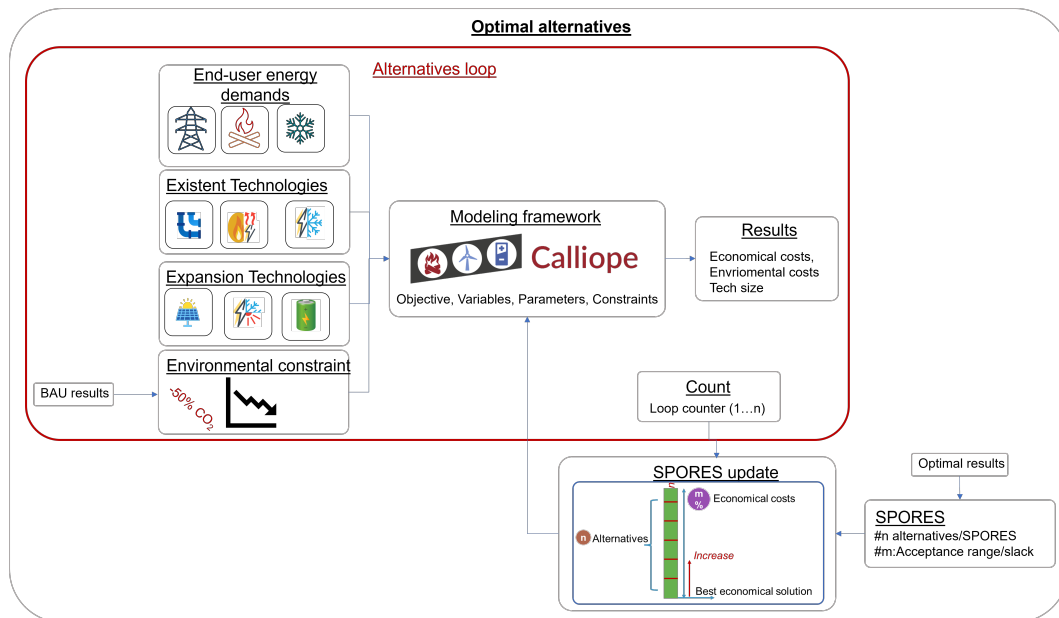 Optimal alternatives
Alternatives loop
End-user energy
demands
Existent Technologies
Expansion Technologies
Environmental constraint
-50% CO2
BAU results
Modeling framework
Calliope
Objective, Variables, Parameters, Constraints
Results
Economical costs,
Envriomental costs
Tech size
Count
Loop counter (1…n)
SPORES update
m
%
Economical costs
n
Alternatives
Increase
Best economical solution
Optimal results
SPORES
#n alternatives/SPORES
#m:Acceptance range/slack